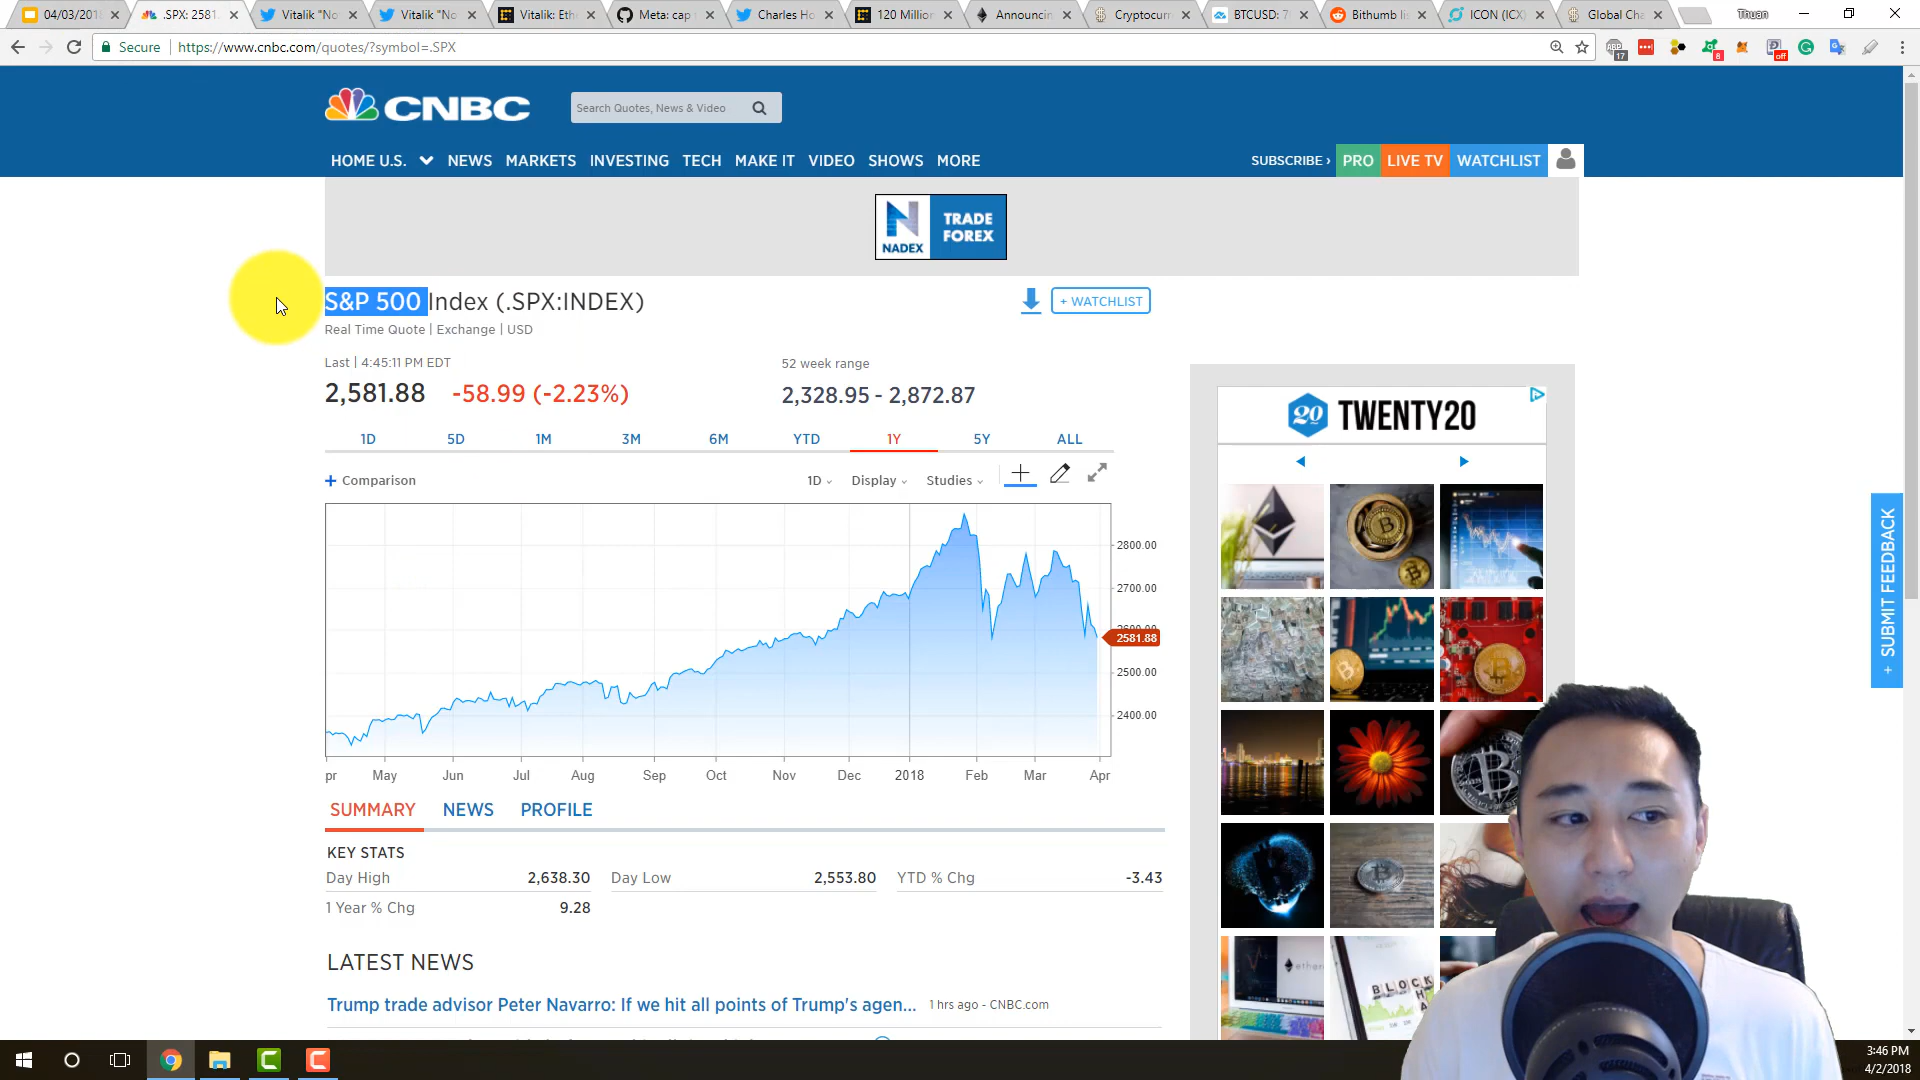 04/03/201
.SPX: 2581.
Vitalik "No
Vitalik "No
Vitalik: Eth
Meta: cap t
Charles Ho
120 Million
Announcin
Cryptocurr
BTCUSD: 7
Bithumb lis
ICON (ICX)
Global Cha
Thuan
Secure
https://www.cnbc.com/quotes/?symbol=.SPX
17
8
off
CNBC
Search Quotes, News & Video
HOME U.S. NEWS MARKETS INVESTING TECH MAKE IT VIDEO SHOWS MORE
SUBSCRIBE › PRO LIVE TV WATCHLIST
NADEX
TRADE
FOREX
S&P 500 Index (.SPX:INDEX)
+ WATCHLIST
Real Time Quote | Exchange | USD
Last | 4:45:11 PM EDT
52 week range
2,581.88 -58.99 (-2.23%)
2,328.95 - 2,872.87
1D 5D 1M 3M 6M YTD 1Y 5Y ALL
+ Comparison
1D Display Studies
2800.00
2700.00
2581.88
2500.00
2400.00
pr May Jun Jul Aug Sep Oct Nov Dec 2018 Feb Mar Apr
SUMMARY NEWS PROFILE
KEY STATS
Day High 2,638.30 Day Low 2,553.80 YTD % Chg -3.43
1 Year % Chg 9.28
LATEST NEWS
Trump trade advisor Peter Navarro: If we hit all points of Trump's agen... 1 hrs ago - CNBC.com
20 TWENTY20
+ SUBMIT FEEDBACK
3:46 PM
4/2/2018